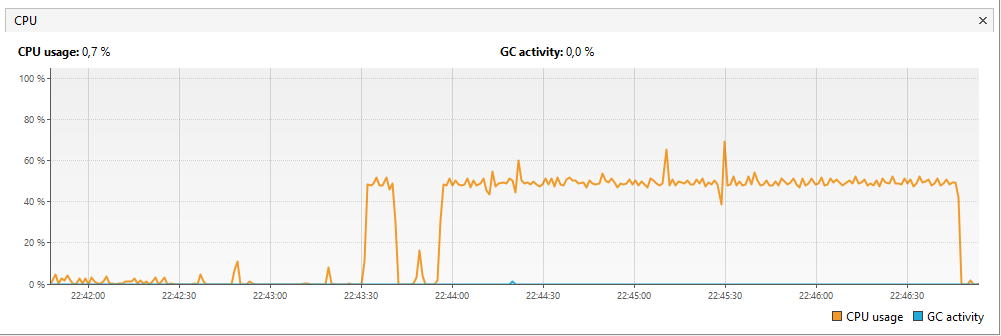 CPU
CPU usage: 0,7 %
GC activity: 0,0 %
100 %
80 %
60 %
40 %
20 %
0 %
22:42:00 22:42:30 22:43:00 22:43:30 22:44:00 22:44:30 22:45:00 22:45:30 22:46:00 22:46:30
CPU usage GC activity